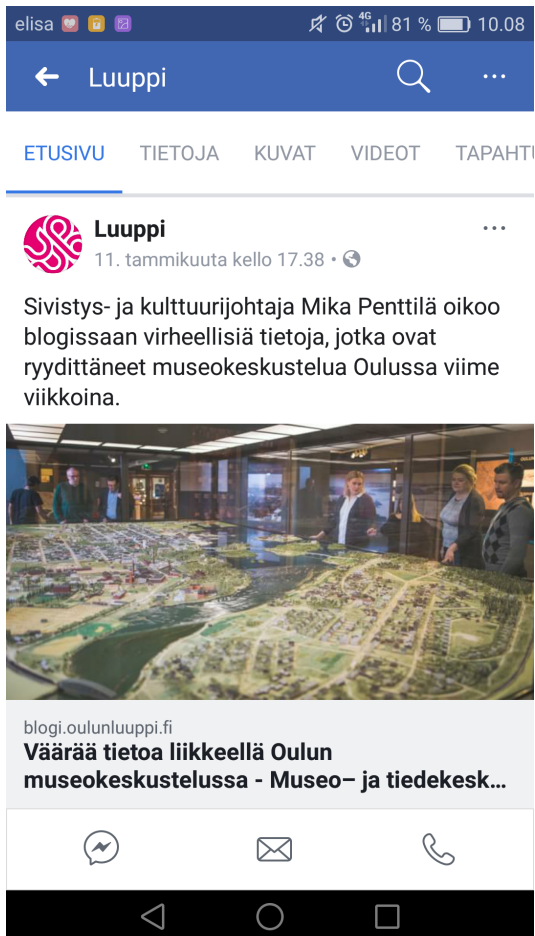 elisa 4G 81 % 10.08
Luuppi
ETUSIVU TIETOJA KUVAT VIDEOT TAPAHTU
Luuppi
11. tammikuuta kello 17.38 •
Sivistys- ja kulttuurijohtaja Mika Penttilä oikoo
blogissaan virheellisiä tietoja, jotka ovat
ryydittäneet museokeskustelua Oulussa viime
viikkoina.
blogi.oulunluuppi.fi
Väärää tietoa liikkeellä Oulun
museokeskustelussa - Museo– ja tiedekesk...